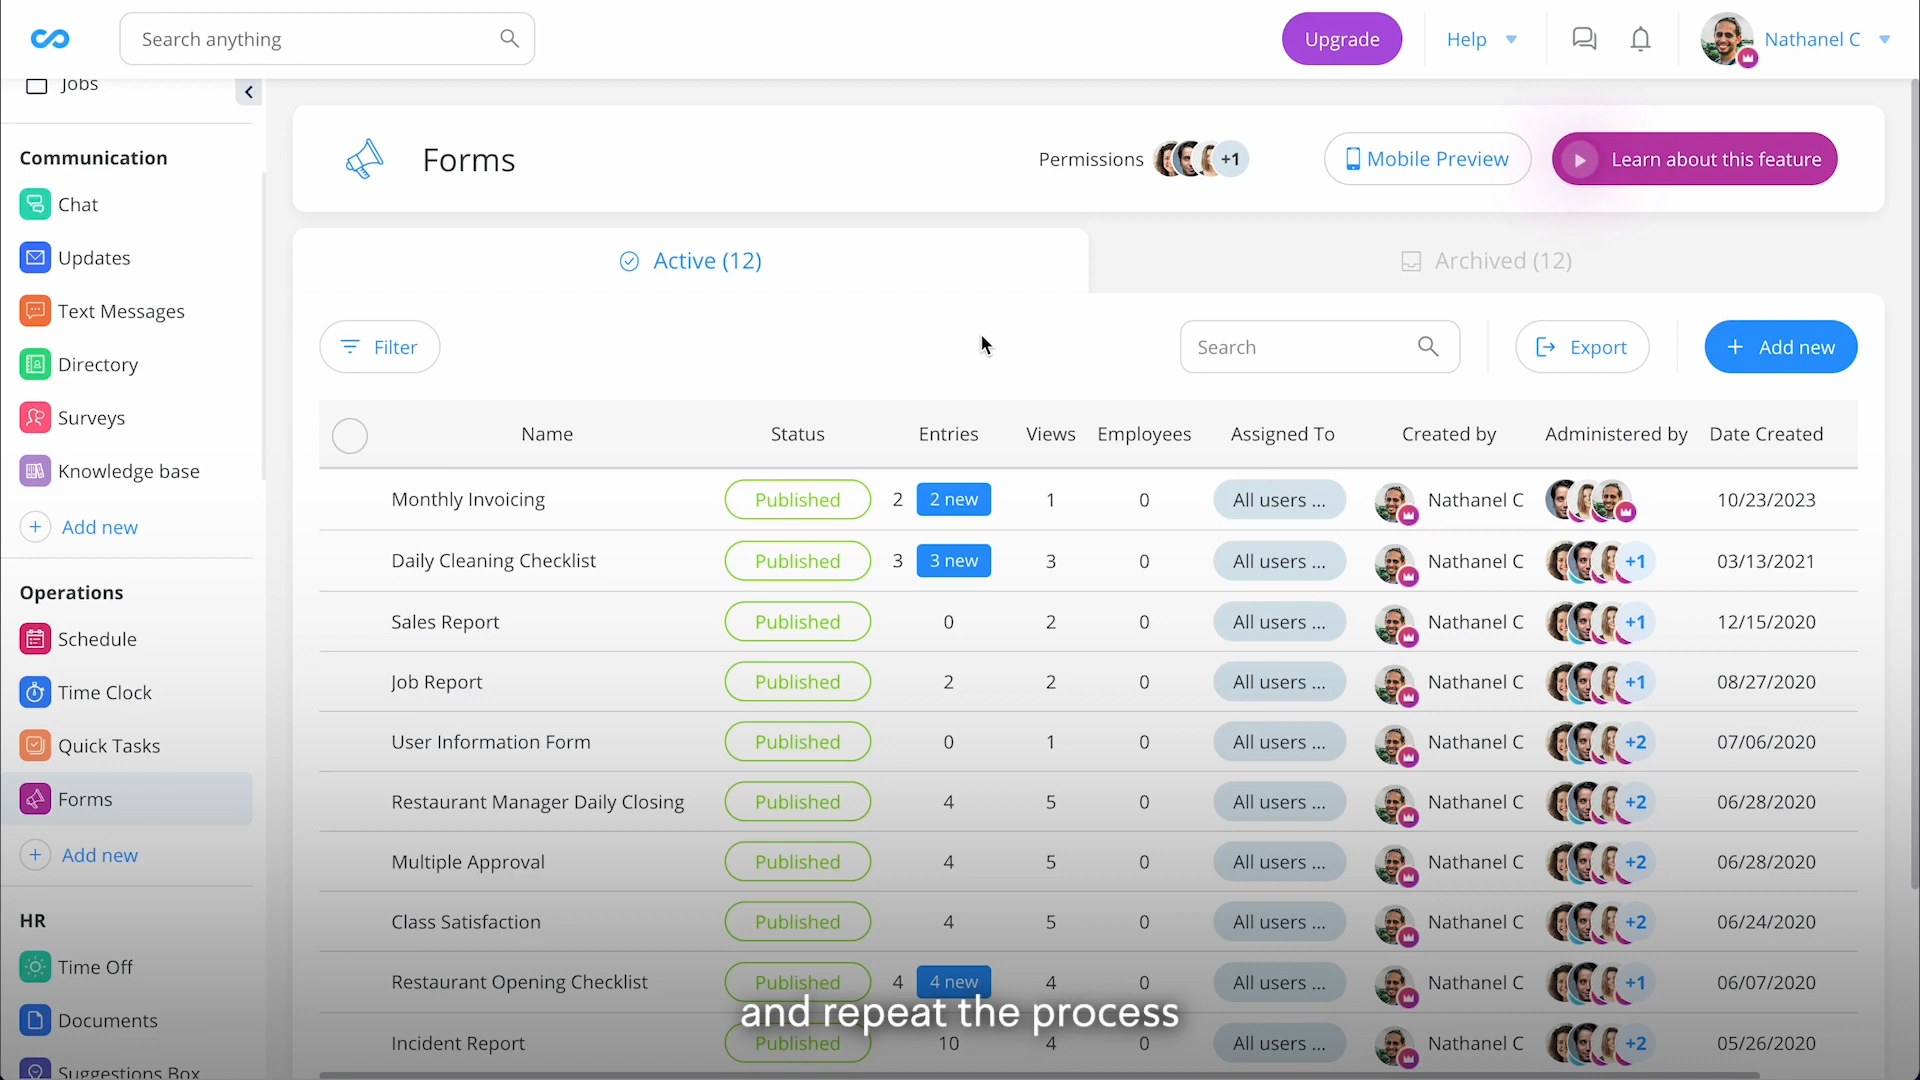 Search anything
Upgrade
Help
Nathanel C
Jobs
Communication
Chat
Updates
Text Messages
Directory
Surveys
Knowledge base
Add new
Operations
Schedule
Time Clock
Quick Tasks
Forms
Add new
HR
Time Off
Documents
Suggestions Box
Forms
Permissions +1
Mobile Preview
Learn about this feature
Active (12)
Archived (12)
Filter
Search
Export
+ Add new
Name Status Entries Views Employees Assigned To Created by Administered by Date Created
Monthly Invoicing Published 2 2 new 1 0 All users ... Nathanel C 10/23/2023
Daily Cleaning Checklist Published 3 3 new 3 0 All users ... Nathanel C +1 03/13/2021
Sales Report Published 0 2 0 All users ... Nathanel C +1 12/15/2020
Job Report Published 2 2 0 All users ... Nathanel C +1 08/27/2020
User Information Form Published 0 1 0 All users ... Nathanel C +2 07/06/2020
Restaurant Manager Daily Closing Published 4 5 0 All users ... Nathanel C +2 06/28/2020
Multiple Approval Published 4 5 0 All users ... Nathanel C +2 06/28/2020
Class Satisfaction Published 4 5 0 All users ... Nathanel C +2 06/24/2020
Restaurant Opening Checklist Published 4 4 new 4 0 All users ... Nathanel C +1 06/07/2020
and repeat the process
Incident Report Published 10 4 0 All users ... Nathanel C +2 05/26/2020